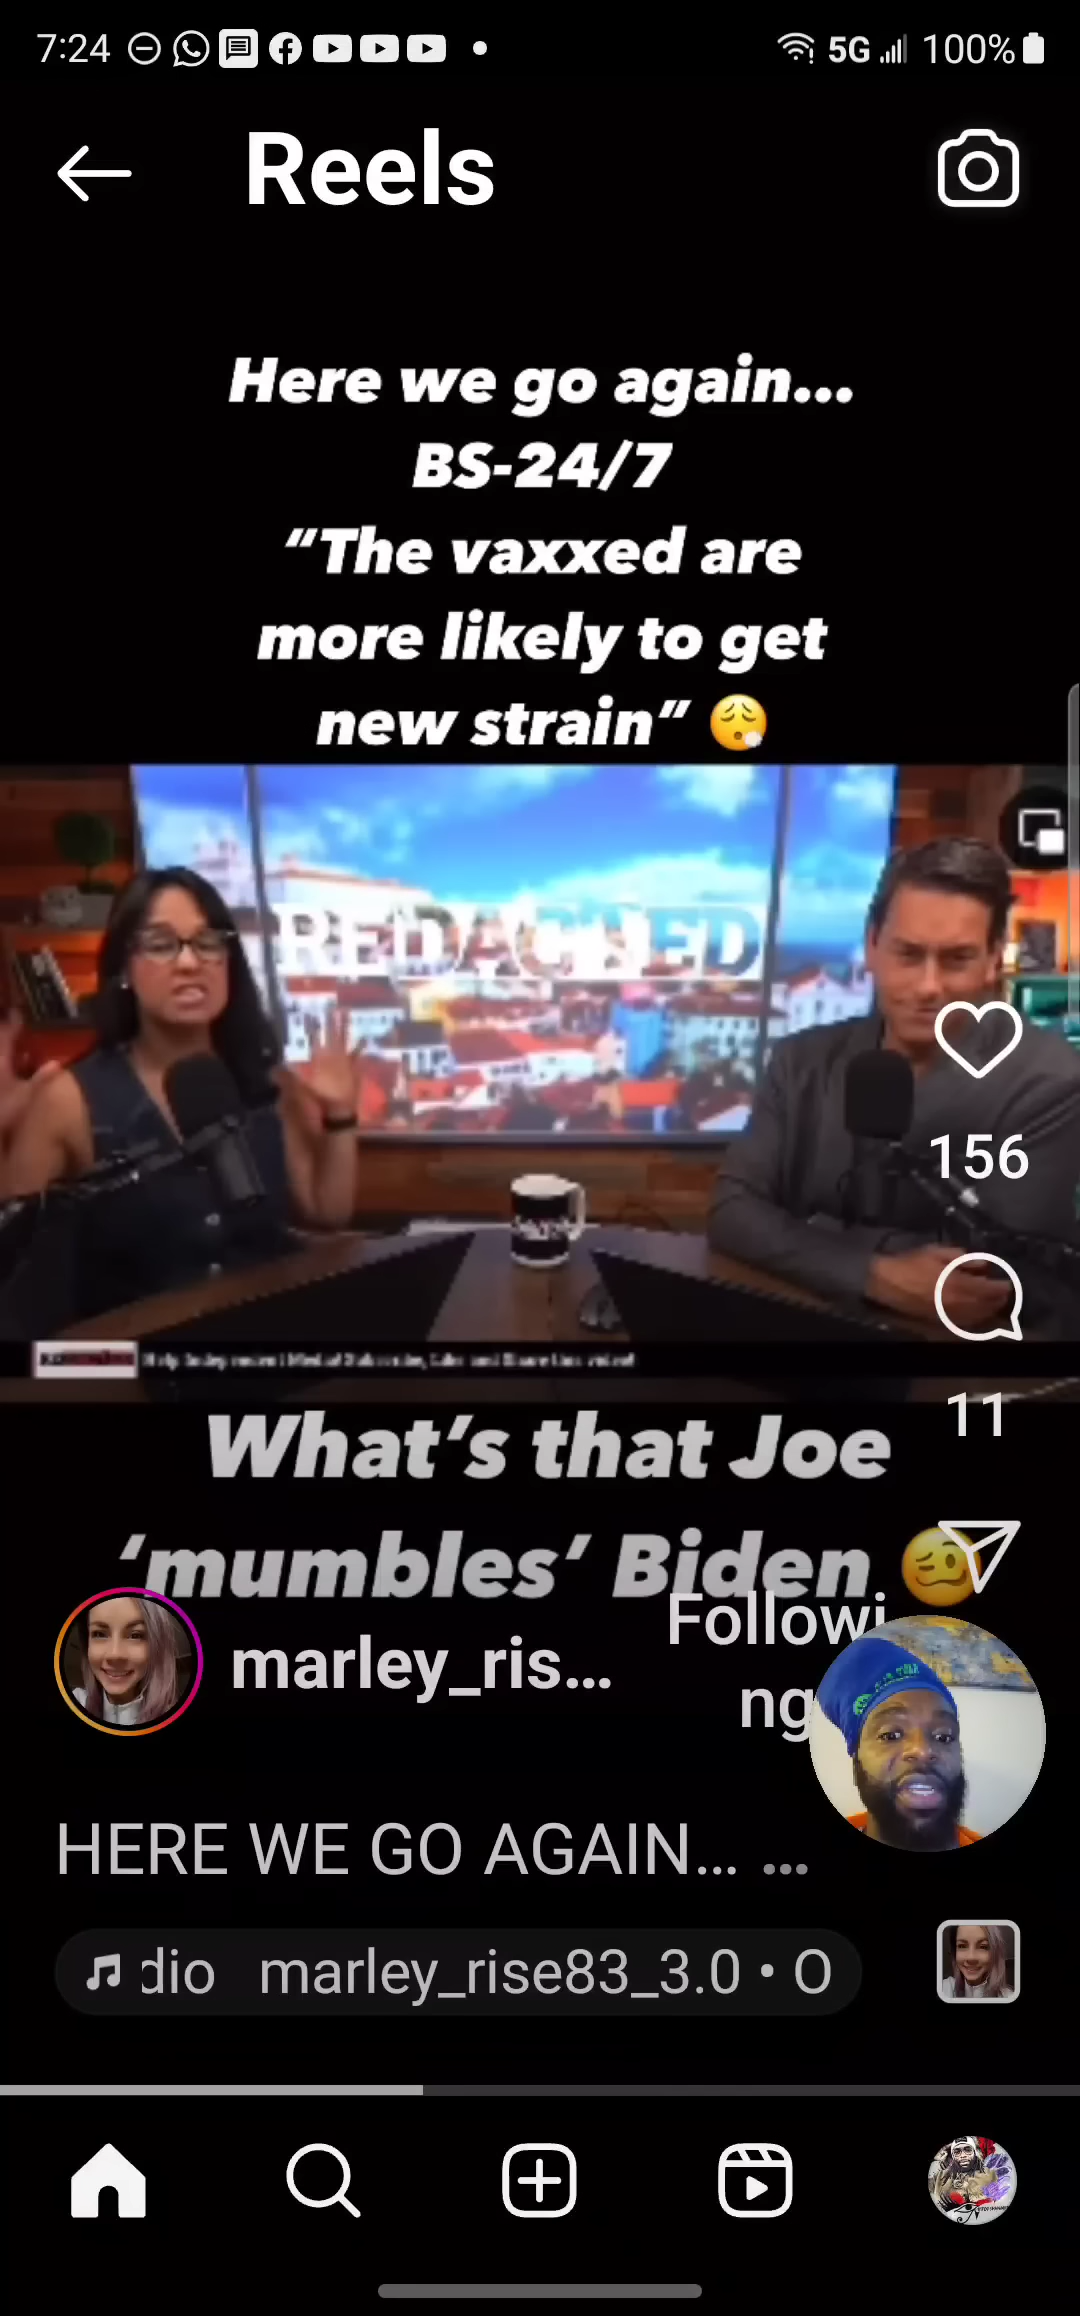 7:24
5G 100%
Reels
Here we go again...
BS-24/7
“The vaxxed are
more likely to get
new strain” 😮‍💨
REDACTED
156
11
What’s that Joe
‘mumbles’ Biden 🥴
Followi
ng
marley_ris...
HERE WE GO AGAIN... ...
dio marley_rise83_3.0 • O